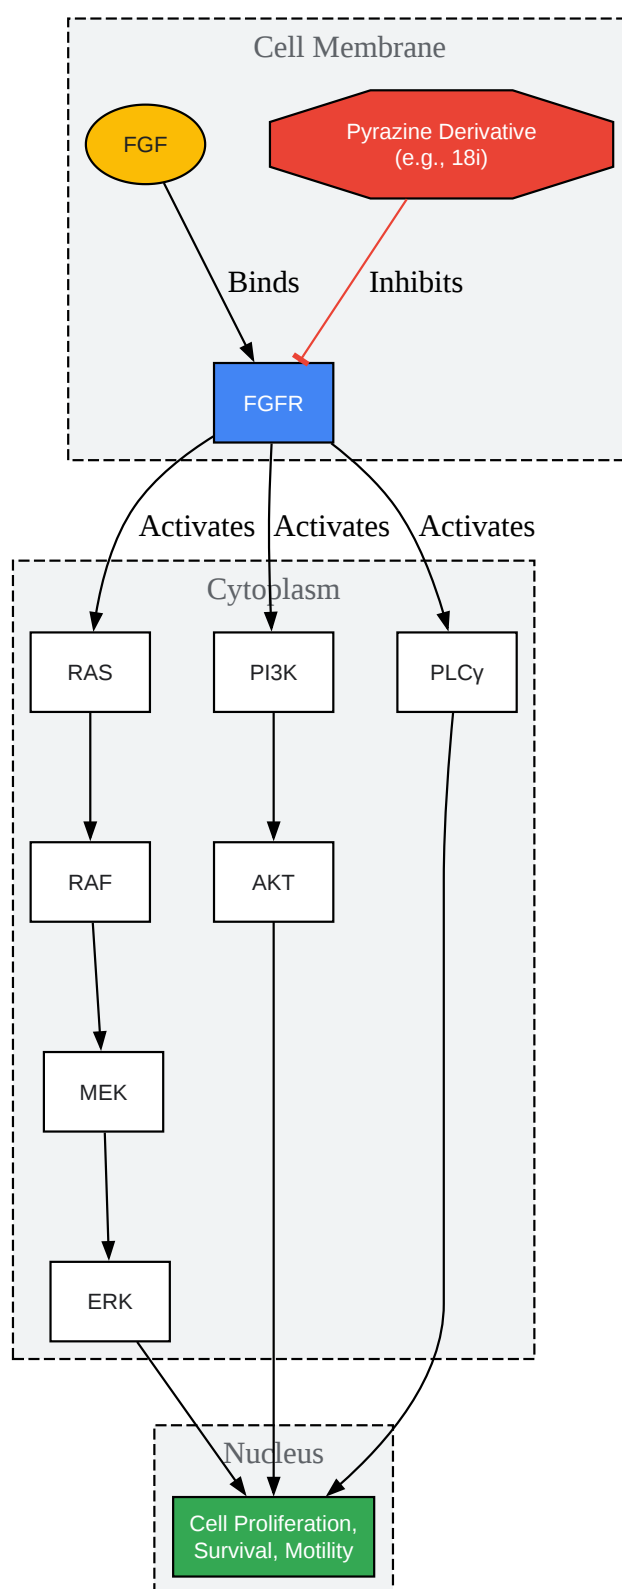 Cell Membrane
FGF
Pyrazine Derivative
(e.g., 18i)
Binds
Inhibits
FGFR
Activates
Activates
Activates
Cytoplasm
RAS
PI3K
PLCγ
RAF
AKT
MEK
ERK
Nucleus
Cell Proliferation,
Survival, Motility